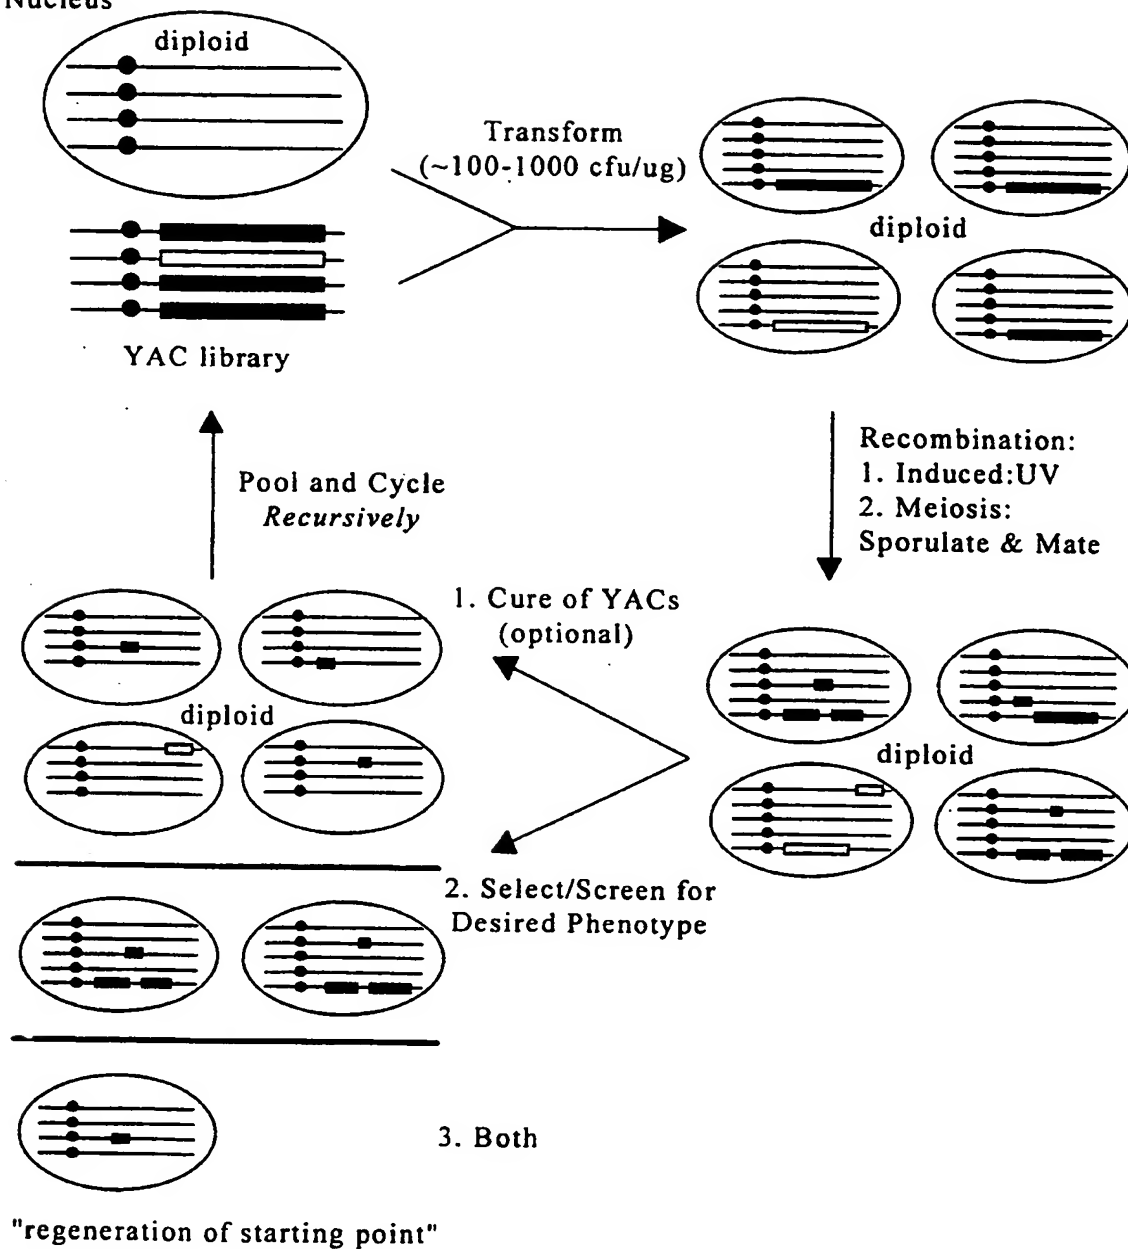 Nucleus
diploid
Transform
(~100-1000 cfu/ug)
diploid
YAC library
Recombination:
1. Induced:UV
2. Meiosis:
Sporulate & Mate
Pool and Cycle
Recursively
1. Cure of YACs
(optional)
diploid
diploid
2. Select/Screen for
Desired Phenotype
3. Both
"regeneration of starting point"